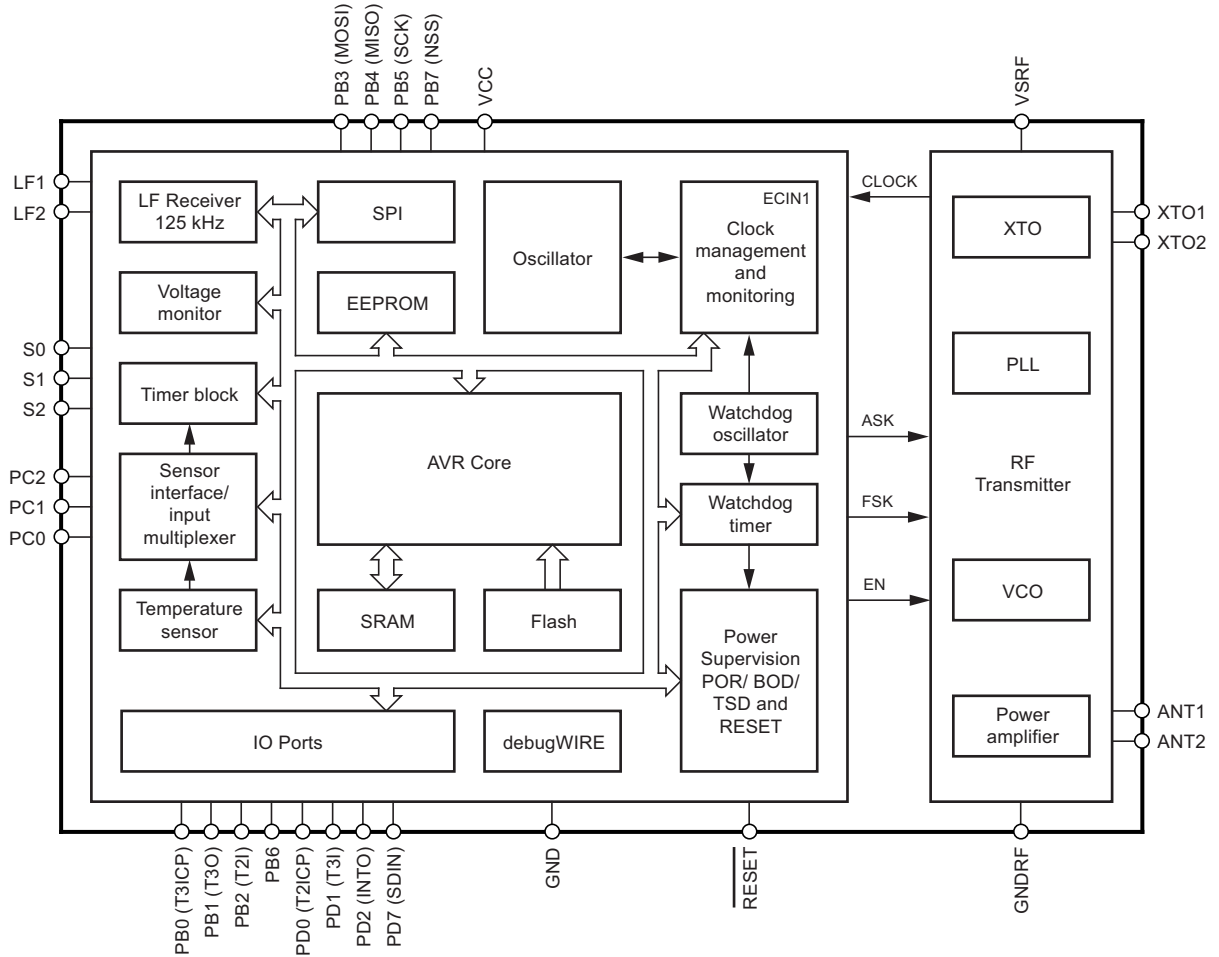 PB3 (MOSI)
PB4 (MISO)
PB5 (SCK)
PB7 (NSS)
VCC
VSRF
LF1
LF2
S0
S1
S2
PC2
PC1
PC0
LF Receiver
125 kHz
SPI
Oscillator
ECIN1
Clock
management
and
monitoring
Voltage
monitor
EEPROM
Timer block
AVR Core
Watchdog
oscillator
Sensor
interface/
input
multiplexer
Watchdog
timer
Temperature
sensor
SRAM
Flash
Power
Supervision
POR/ BOD/
TSD and
RESET
IO Ports
debugWIRE
CLOCK
ASK
FSK
EN
XTO
PLL
RF
Transmitter
VCO
Power
amplifier
XTO1
XTO2
ANT1
ANT2
PB0 (T3ICP)
PB1 (T3O)
PB2 (T2I)
PB6
PD0 (T2ICP)
PD1 (T3I)
PD2 (INTO)
PD7 (SDIN)
GND
RESET
GNDRF